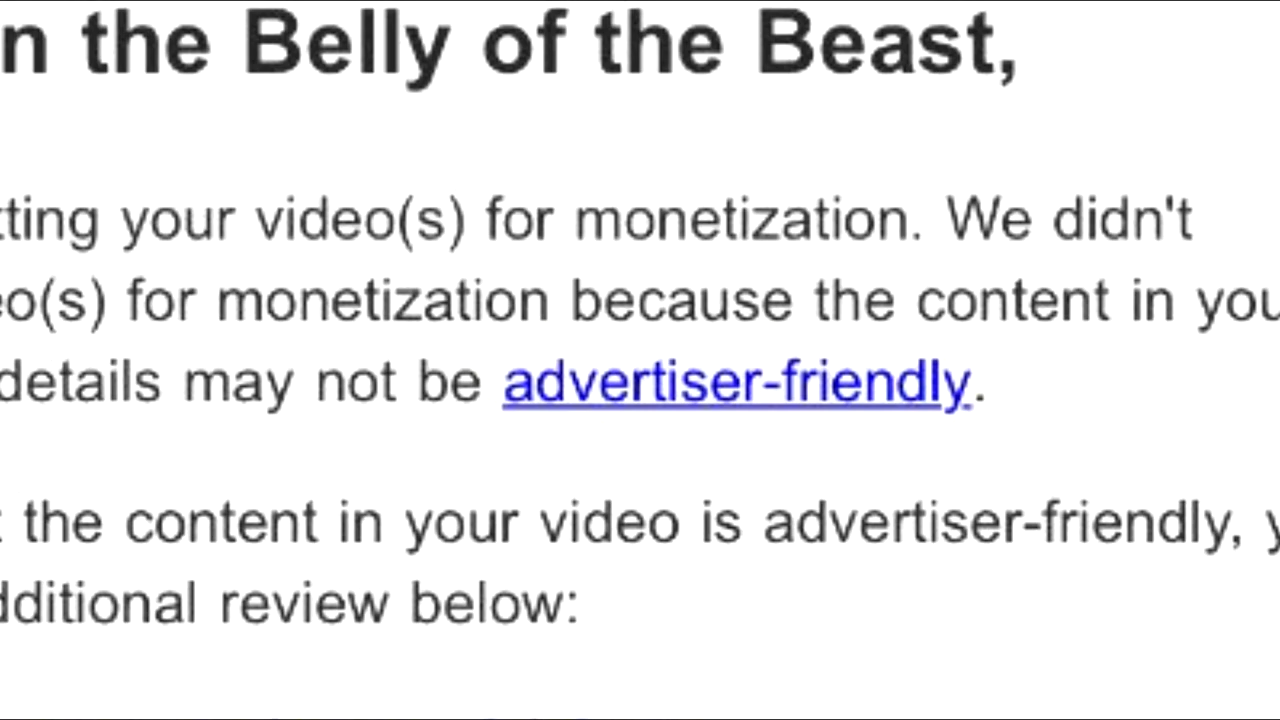 n the Belly of the Beast,
tting your video(s) for monetization. We didn't
eo(s) for monetization because the content in you
details may not be advertiser-friendly.
the content in your video is advertiser-friendly, y
dditional review below: